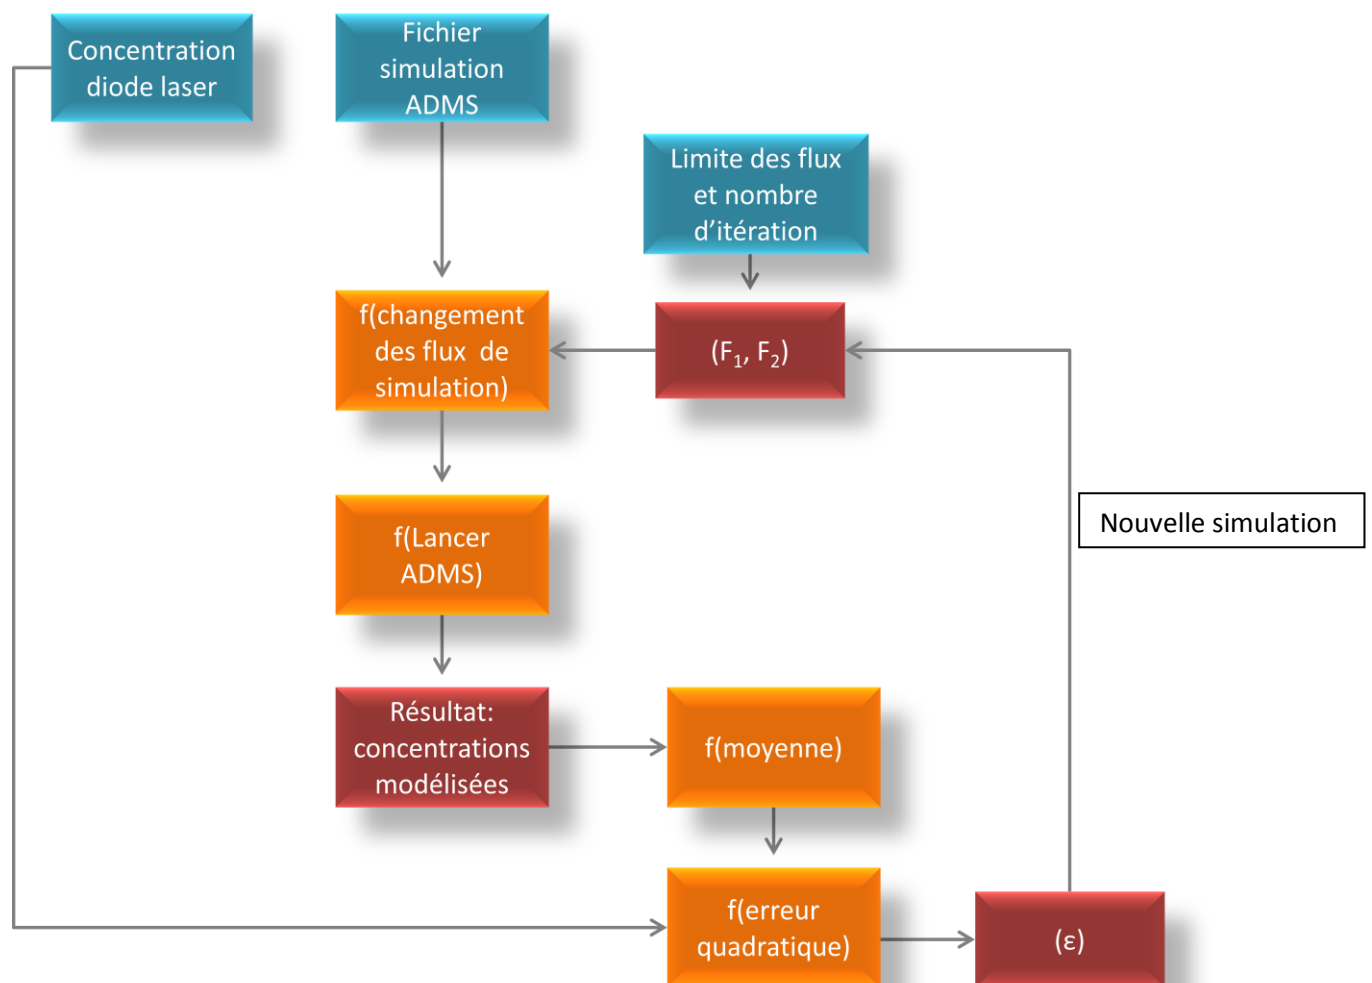 Concentration
diode laser
Fichier
simulation
ADMS
Limite des flux
et nombre
d'itération
f(changement
des flux de
simulation)
(F₁, F₂)
f(Lancer
ADMS)
Nouvelle simulation
Résultat:
concentrations
modélisées
f(moyenne)
f(erreur
quadratique)
(ε)